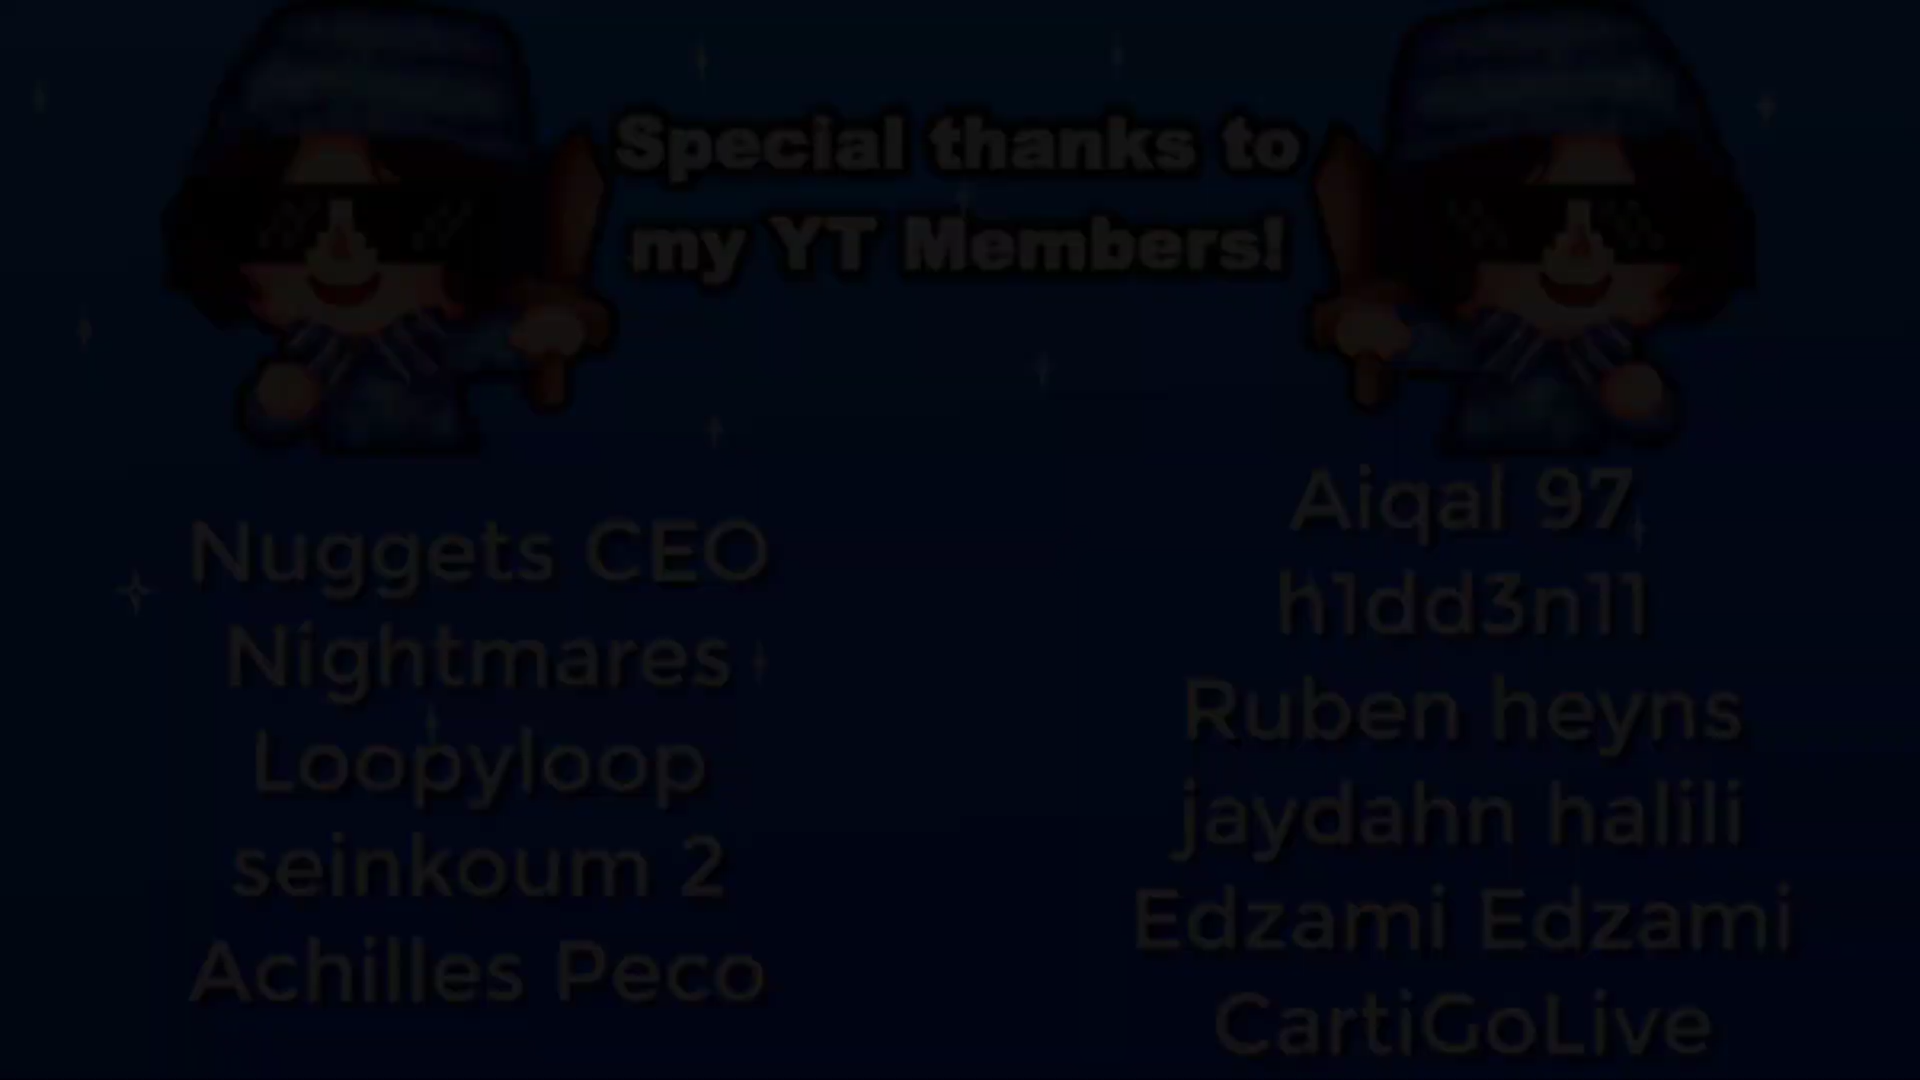 Special thanks to
my YT Members!
Nuggets CEO
Nightmares
Loopyloop
seinkoum 2
Achilles Peco
Aiqal 97
h1dd3n11
Ruben heyns
jaydahn halili
Edzami Edzami
CartiGoLive